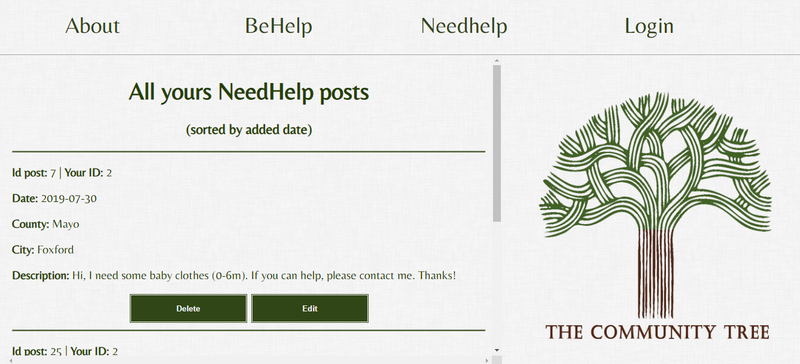 About BeHelp Needhelp Login
All yours NeedHelp posts
(sorted by added date)
Id post: 7 | Your ID: 2
Date: 2019-07-30
County: Mayo
City: Foxford
Description: Hi, I need some baby clothes (0-6m). If you can help, please contact me. Thanks!
Delete Edit
Id post: 25 | Your ID: 2
THE COMMUNITY TREE